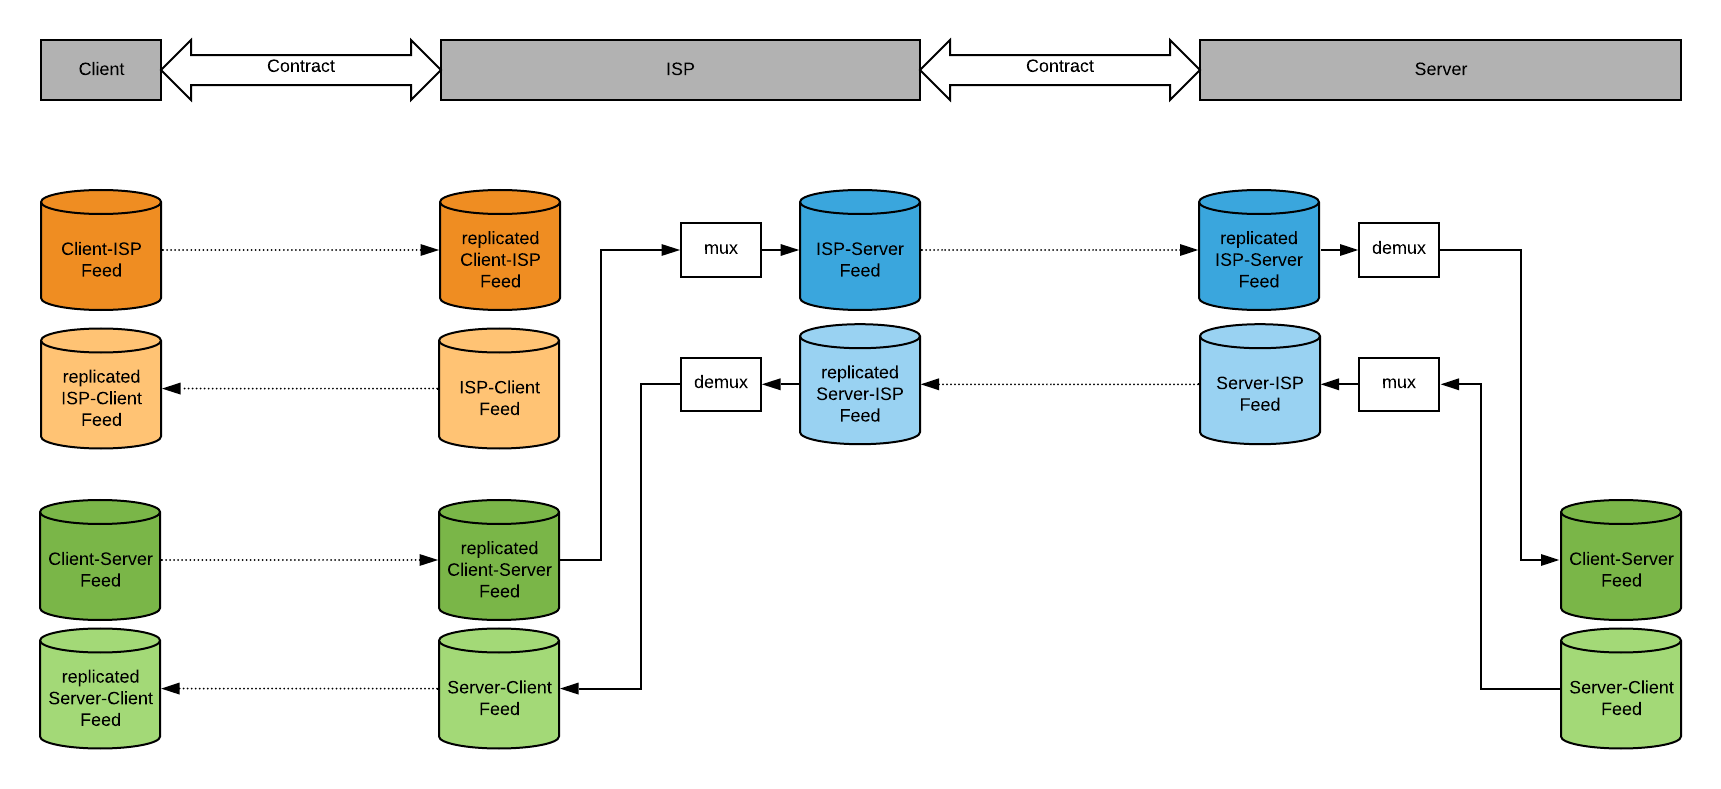 Client
Contract
ISP
Contract
Server
Client-ISP
Feed
replicated
Client-ISP
Feed
mux
ISP-Server
Feed
replicated
ISP-Server
Feed
demux
replicated
ISP-Client
Feed
ISP-Client
Feed
demux
replicated
Server-ISP
Feed
Server-ISP
Feed
mux
Client-Server
Feed
replicated
Client-Server
Feed
Client-Server
Feed
replicated
Server-Client
Feed
Server-Client
Feed
Server-Client
Feed